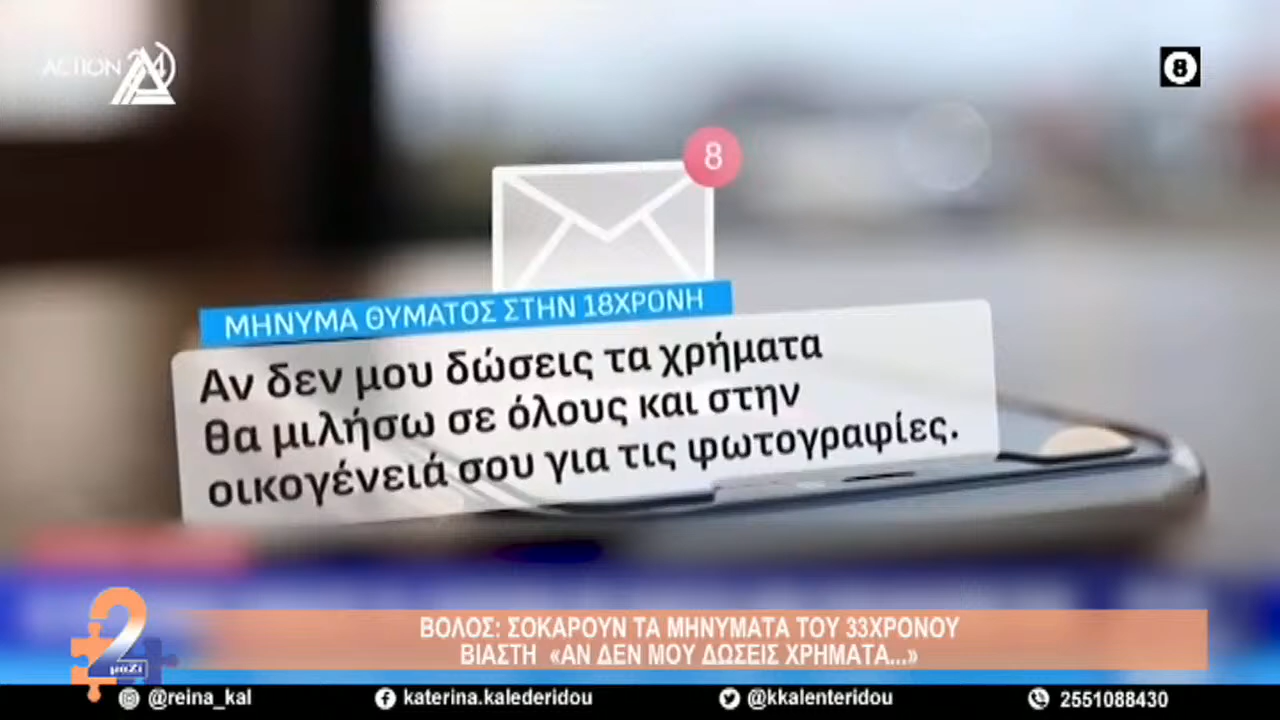 ACTION 24
8
8
ΜΗΝΥΜΑ ΘΥΜΑΤΟΣ ΣΤΗΝ 18ΧΡΟΝΗ
Αν δεν μου δώσεις τα χρήματα
θα μιλήσω σε όλους και στην
οικογένειά σου για τις φωτογραφίες.
2
μαζί
ΒΟΛΟΣ: ΣΟΚΑΡΟΥΝ ΤΑ ΜΗΝΥΜΑΤΑ ΤΟΥ 33ΧΡΟΝΟΥ
ΒΙΑΣΤΗ «ΑΝ ΔΕΝ ΜΟΥ ΔΩΣΕΙΣ ΧΡΗΜΑΤΑ...»
@reina_kal katerina.kalederidou @kkalenteridou 2551088430